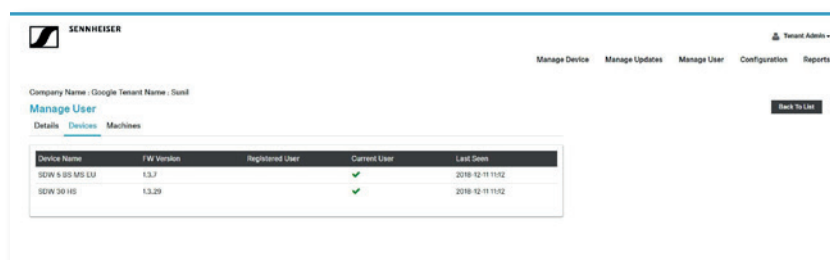 SENNHEISER
Tenant Admin
Manage Device Manage Updates Manage User Configuration Reports
Company Name : Google Tenant Name : Sunil
Manage User
Back To List
Details Devices Machines
Device Name FW Version Registered User Current User Last Seen
SDW 5 BS MS EU 1.3.7 2018-12-11 11:12
SDW 30 HS 1.3.29 2018-12-11 11:12